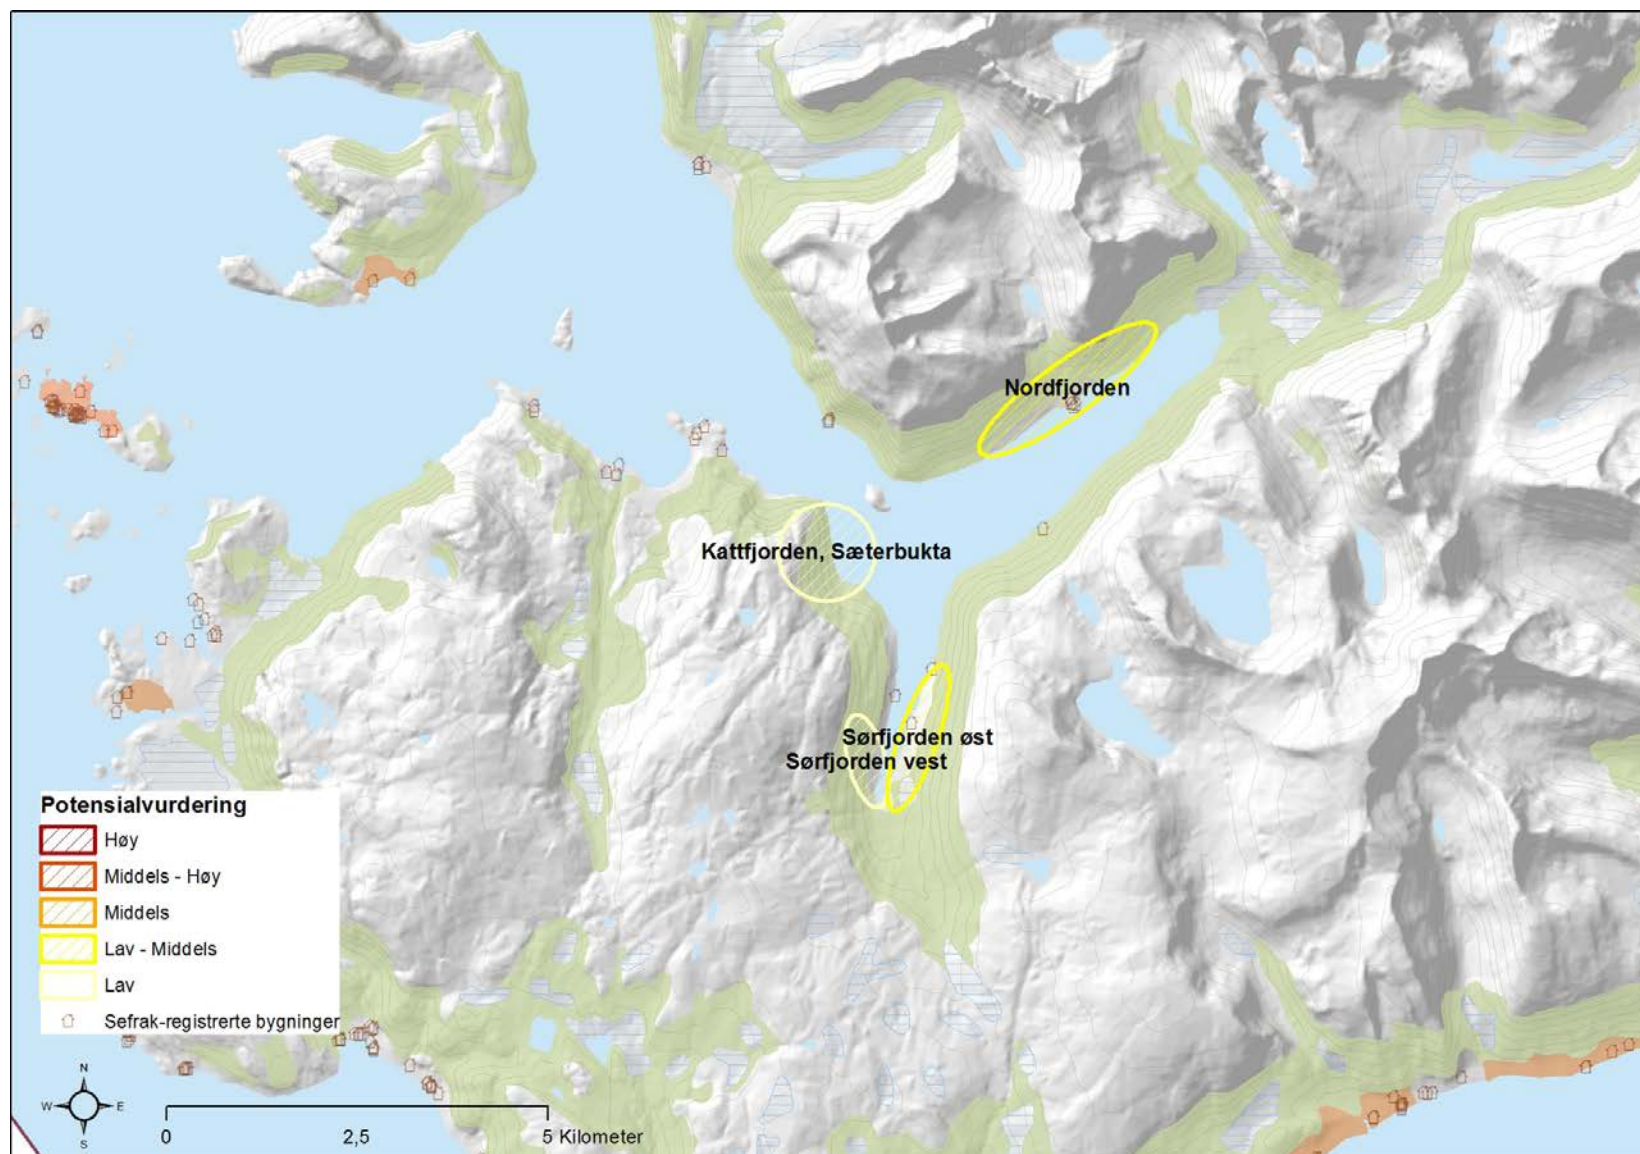 Nordfjorden
Kattfjorden, Sæterbukta
Sørfjorden øst
Sørfjorden vest
Potensialvurdering
Høy
Middels - Høy
Middels
Lav - Middels
Lav
Sefrak-registrerte bygninger
N
W E
S
0 2,5 5 Kilometer